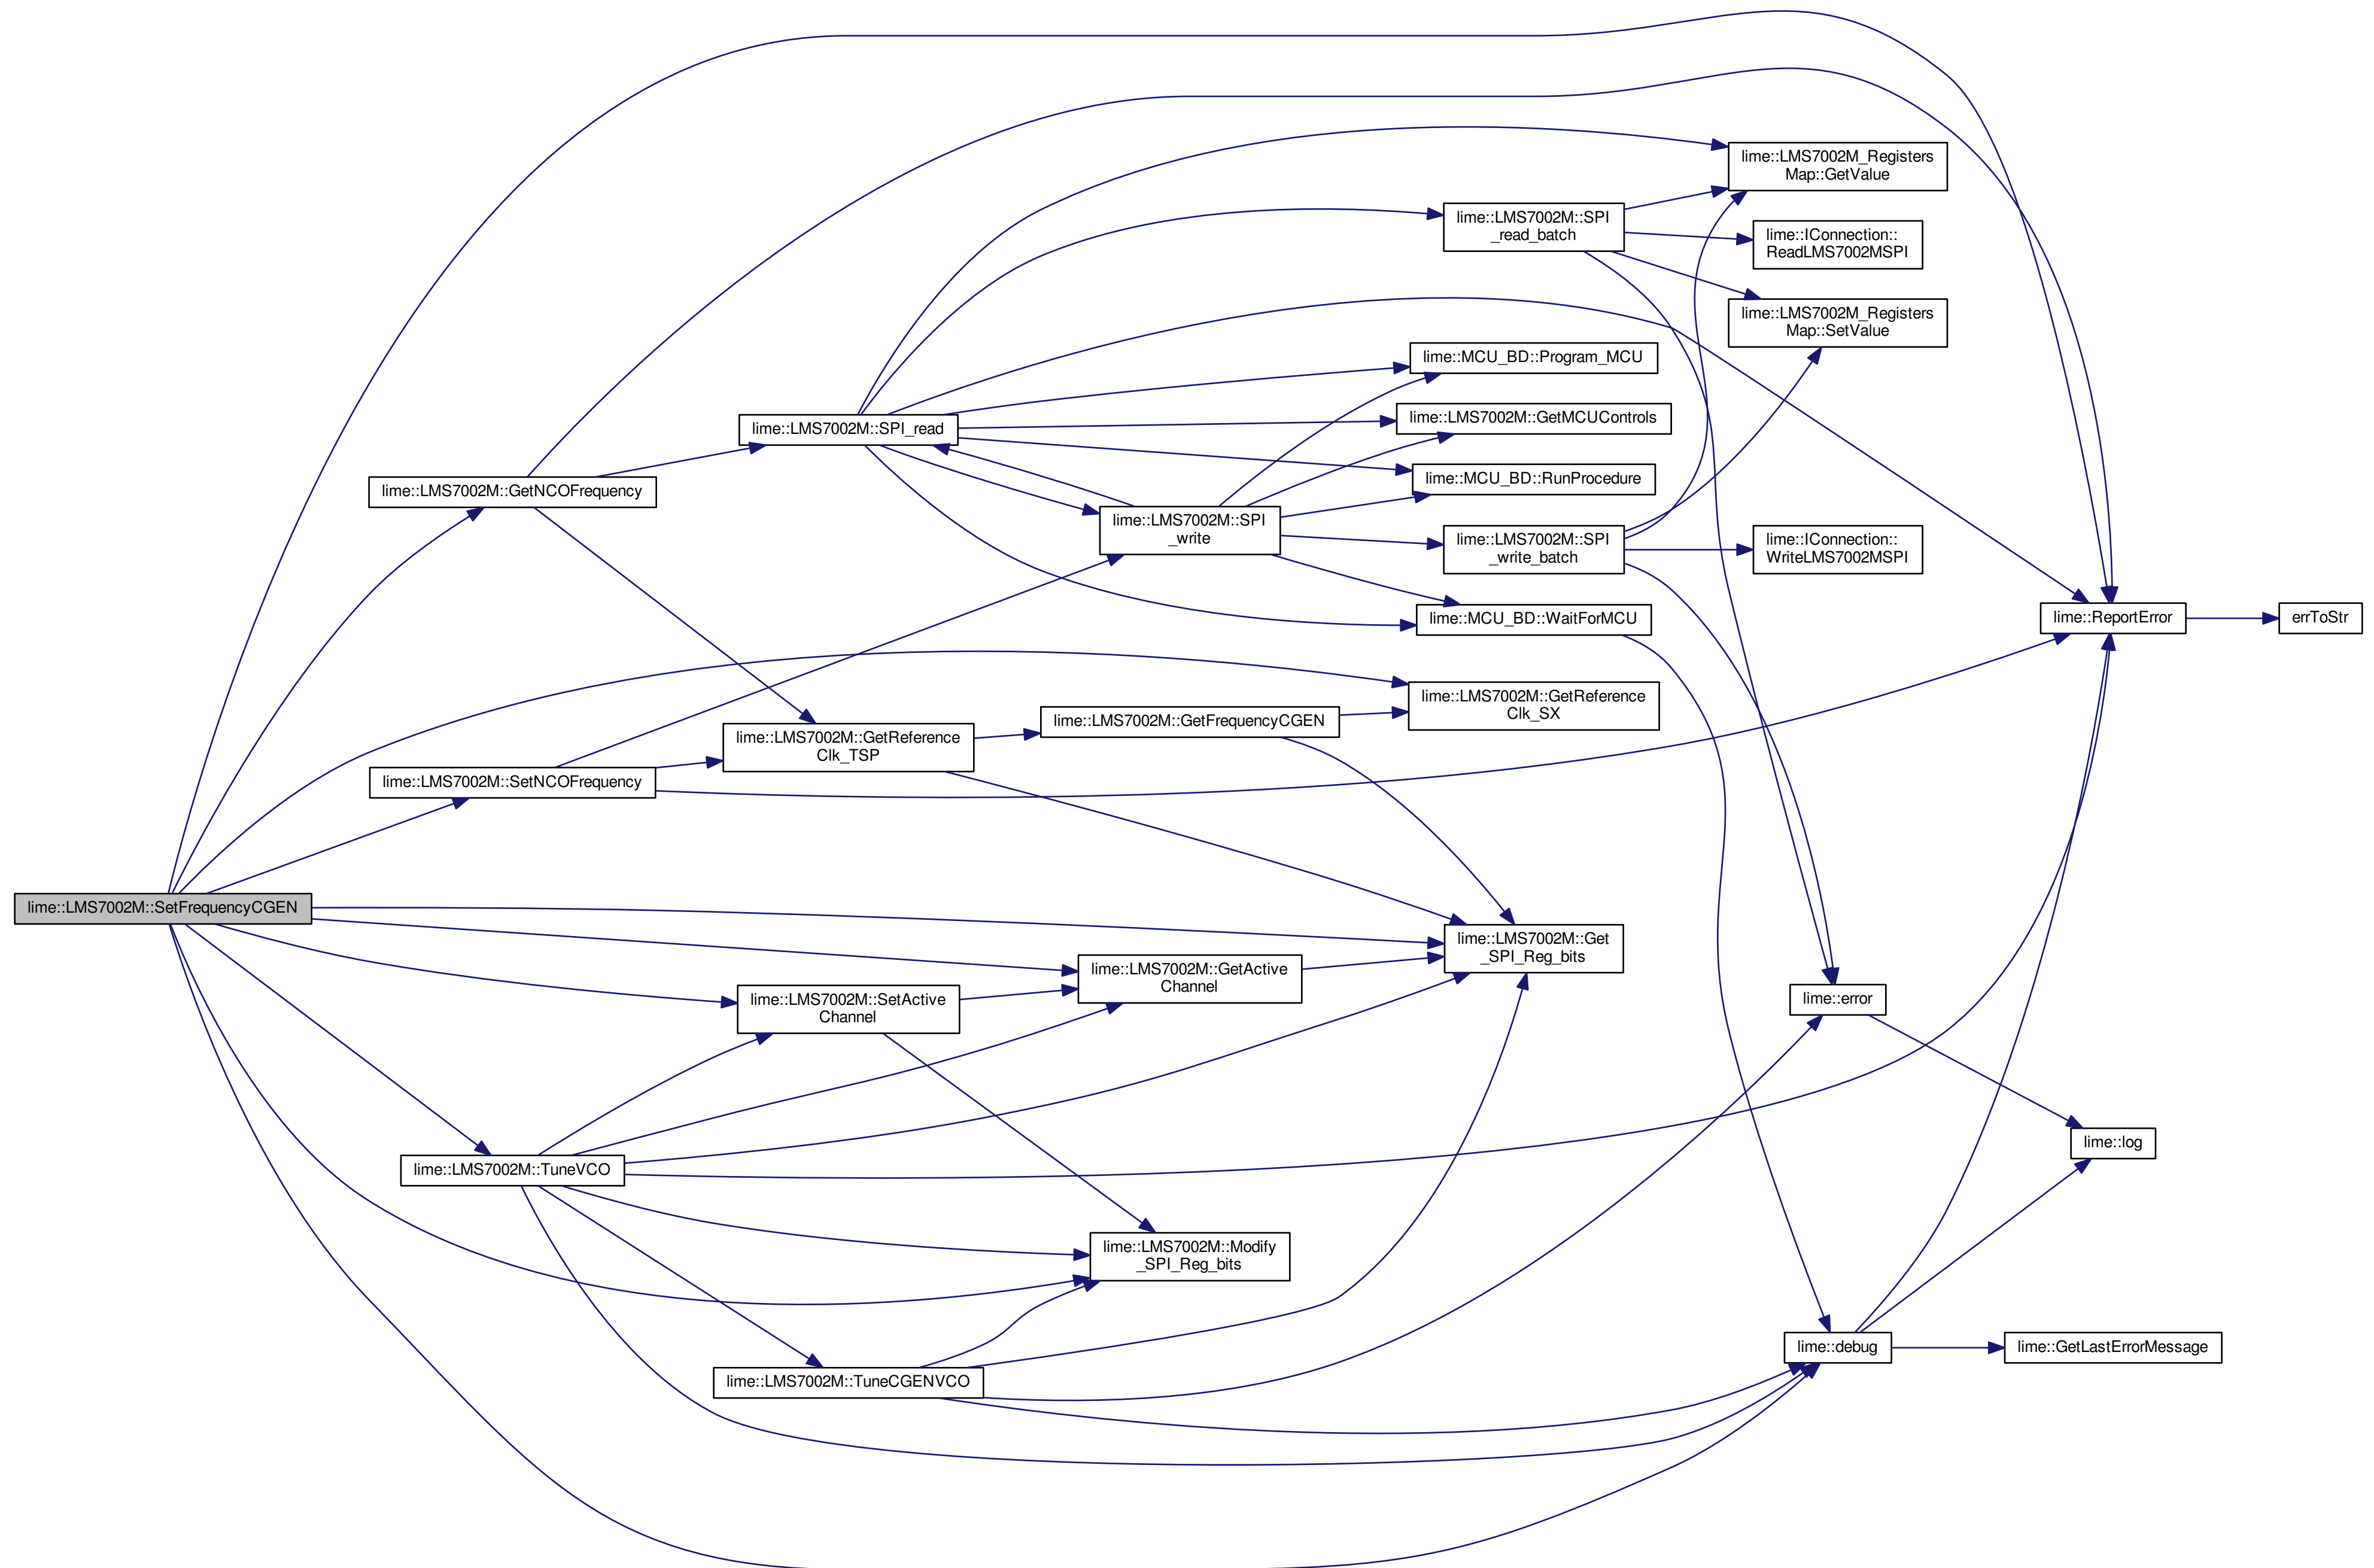 lime::LMS7002M_Registers
Map::GetValue
lime::LMS7002M::SPI
_read_batch
lime::IConnection::
ReadLMS7002MSPI
lime::LMS7002M_Registers
Map::SetValue
lime::MCU_BD::Program_MCU
lime::LMS7002M::SPI_read
lime::LMS7002M::GetMCUControls
lime::LMS7002M::GetNCOFrequency
lime::MCU_BD::RunProcedure
lime::LMS7002M::SPI
_write
lime::LMS7002M::SPI
_write_batch
lime::IConnection::
WriteLMS7002MSPI
lime::MCU_BD::WaitForMCU
lime::ReportError
errToStr
lime::LMS7002M::GetReference
Clk_SX
lime::LMS7002M::GetFrequencyCGEN
lime::LMS7002M::GetReference
Clk_TSP
lime::LMS7002M::SetNCOFrequency
lime::LMS7002M::SetFrequencyCGEN
lime::LMS7002M::Get
_SPI_Reg_bits
lime::LMS7002M::GetActive
Channel
lime::LMS7002M::SetActive
Channel
lime::error
lime::log
lime::LMS7002M::TuneVCO
lime::LMS7002M::Modify
_SPI_Reg_bits
lime::debug
lime::GetLastErrorMessage
lime::LMS7002M::TuneCGENVCO